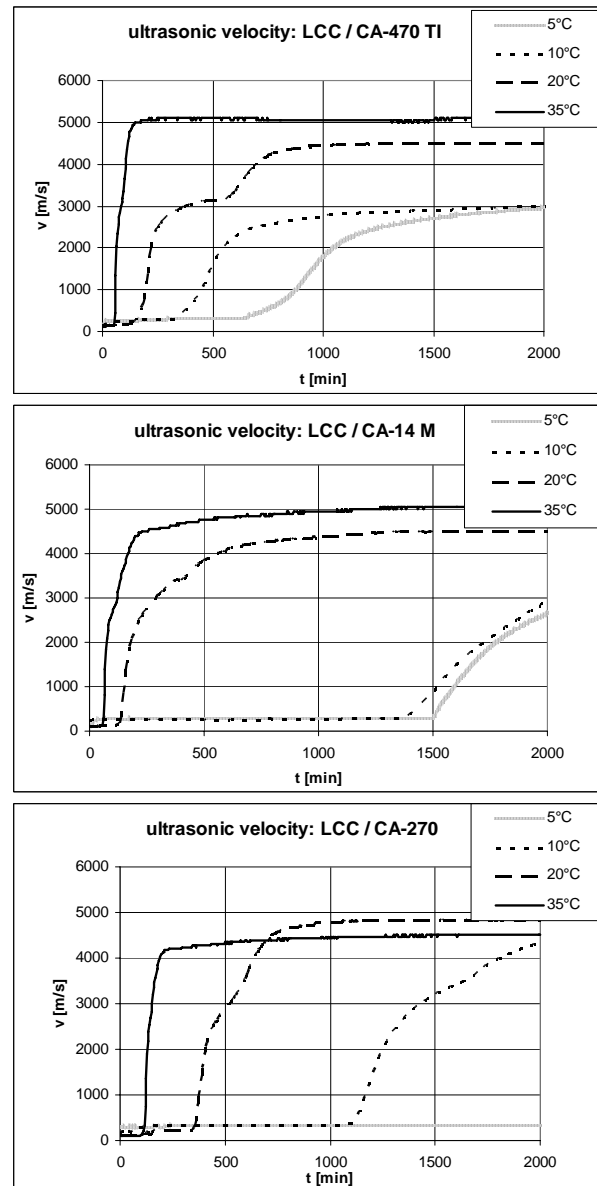 ultrasonic velocity: LCC / CA-470 TI
5°C
10°C
20°C
35°C
6000
5000
4000
3000
2000
1000
0
v [m/s]
0 500 1000 1500 2000
t [min]
ultrasonic velocity: LCC / CA-14 M
5°C
10°C
20°C
35°C
6000
5000
4000
3000
2000
1000
0
v [m/s]
0 500 1000 1500 2000
t [min]
ultrasonic velocity: LCC / CA-270
5°C
10°C
20°C
35°C
6000
5000
4000
3000
2000
1000
0
v [m/s]
0 500 1000 1500 2000
t [min]